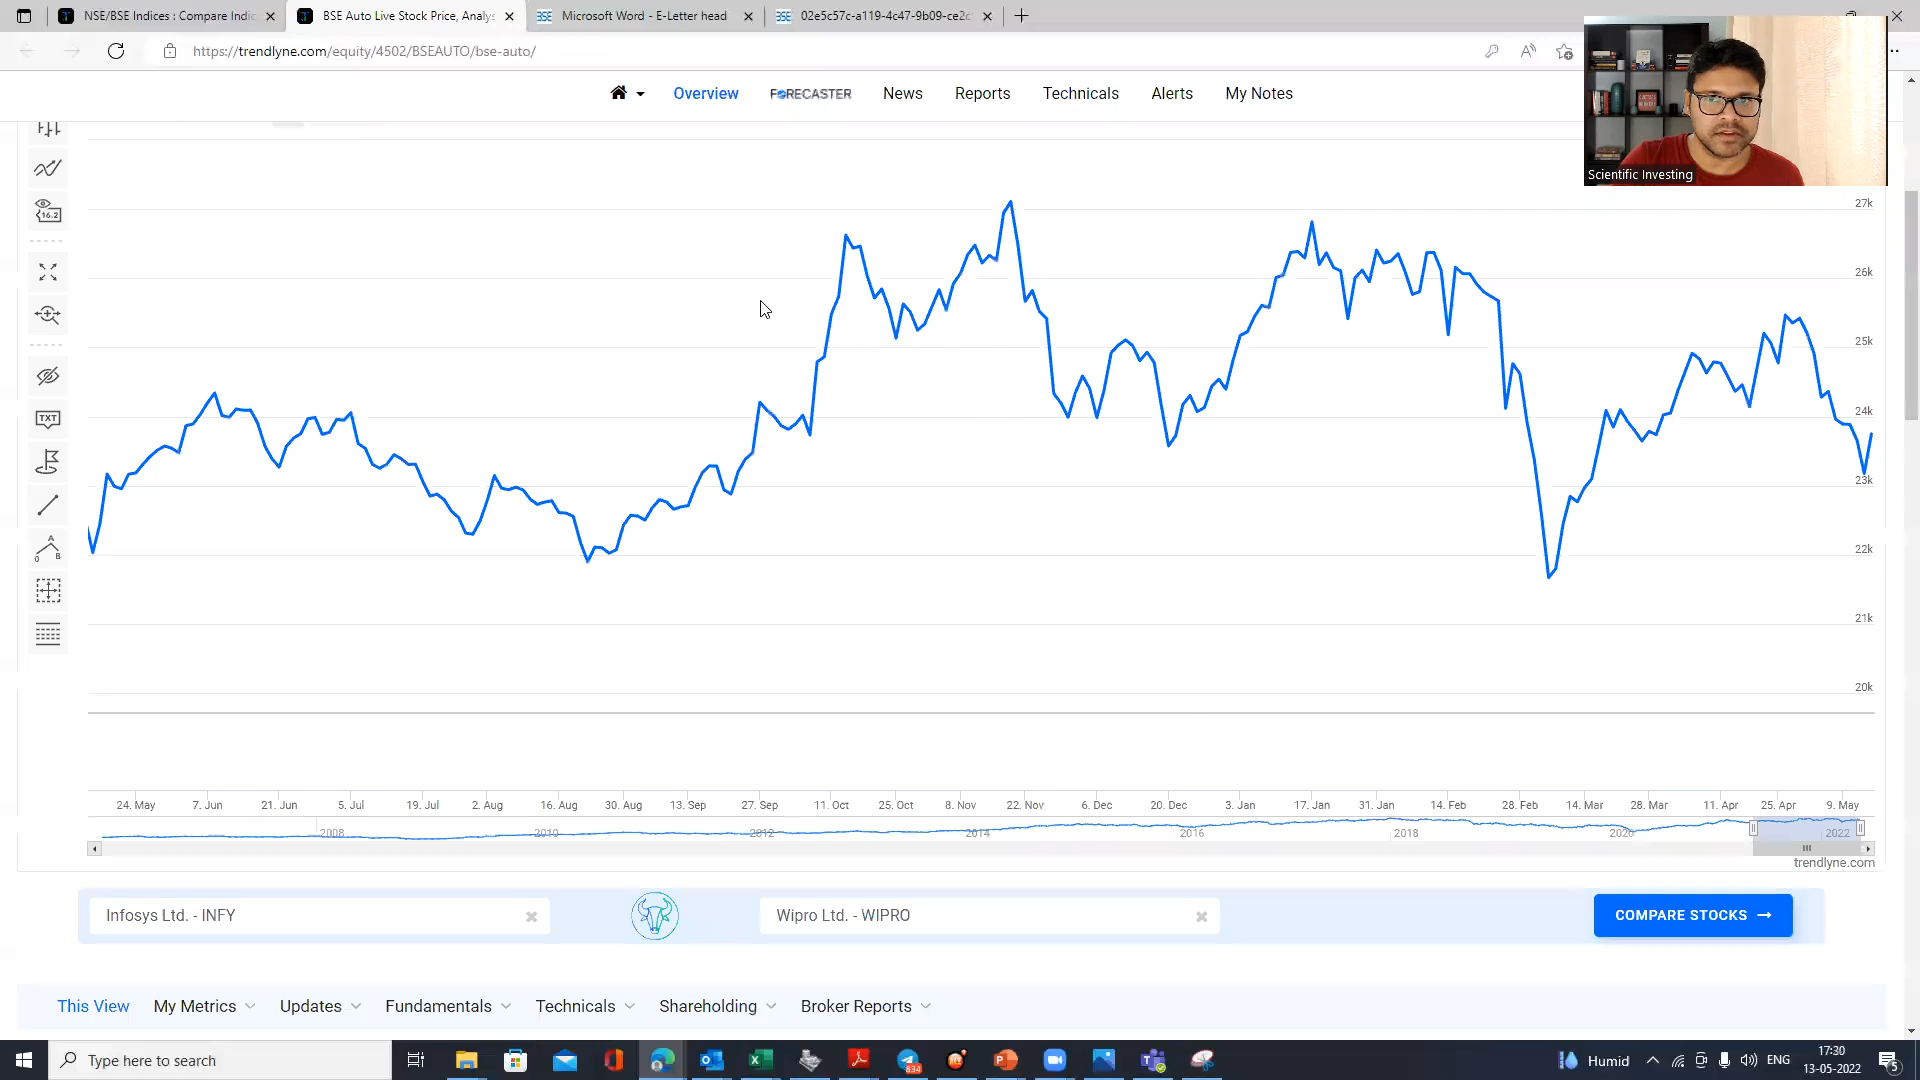 NSE/BSE Indices : Compare Indic
BSE Auto Live Stock Price, Analys
Microsoft Word - E-Letter head
02e5c57c-a119-4c47-9b09-ce2c
https://trendlyne.com/equity/4502/BSEAUTO/bse-auto/
Overview
FORECASTER
News
Reports
Technicals
Alerts
My Notes
Scientific Investing
16.2
TXT
A
0 B
27k
26k
25k
24k
23k
22k
21k
20k
24. May 7. Jun 21. Jun 5. Jul 19. Jul 2. Aug 16. Aug 30. Aug 13. Sep 27. Sep 11. Oct 25. Oct 8. Nov 22. Nov 6. Dec 20. Dec 3. Jan 17. Jan 31. Jan 14. Feb 28. Feb 14. Mar 28. Mar 11. Apr 25. Apr 9. May
2008 2010 2012 2014 2016 2018 2020 2022
trendlyne.com
Infosys Ltd. - INFY
Wipro Ltd. - WIPRO
COMPARE STOCKS →
This View My Metrics Updates Fundamentals Technicals Shareholding Broker Reports
Type here to search
834
Humid
ENG
17:30
13-05-2022
5